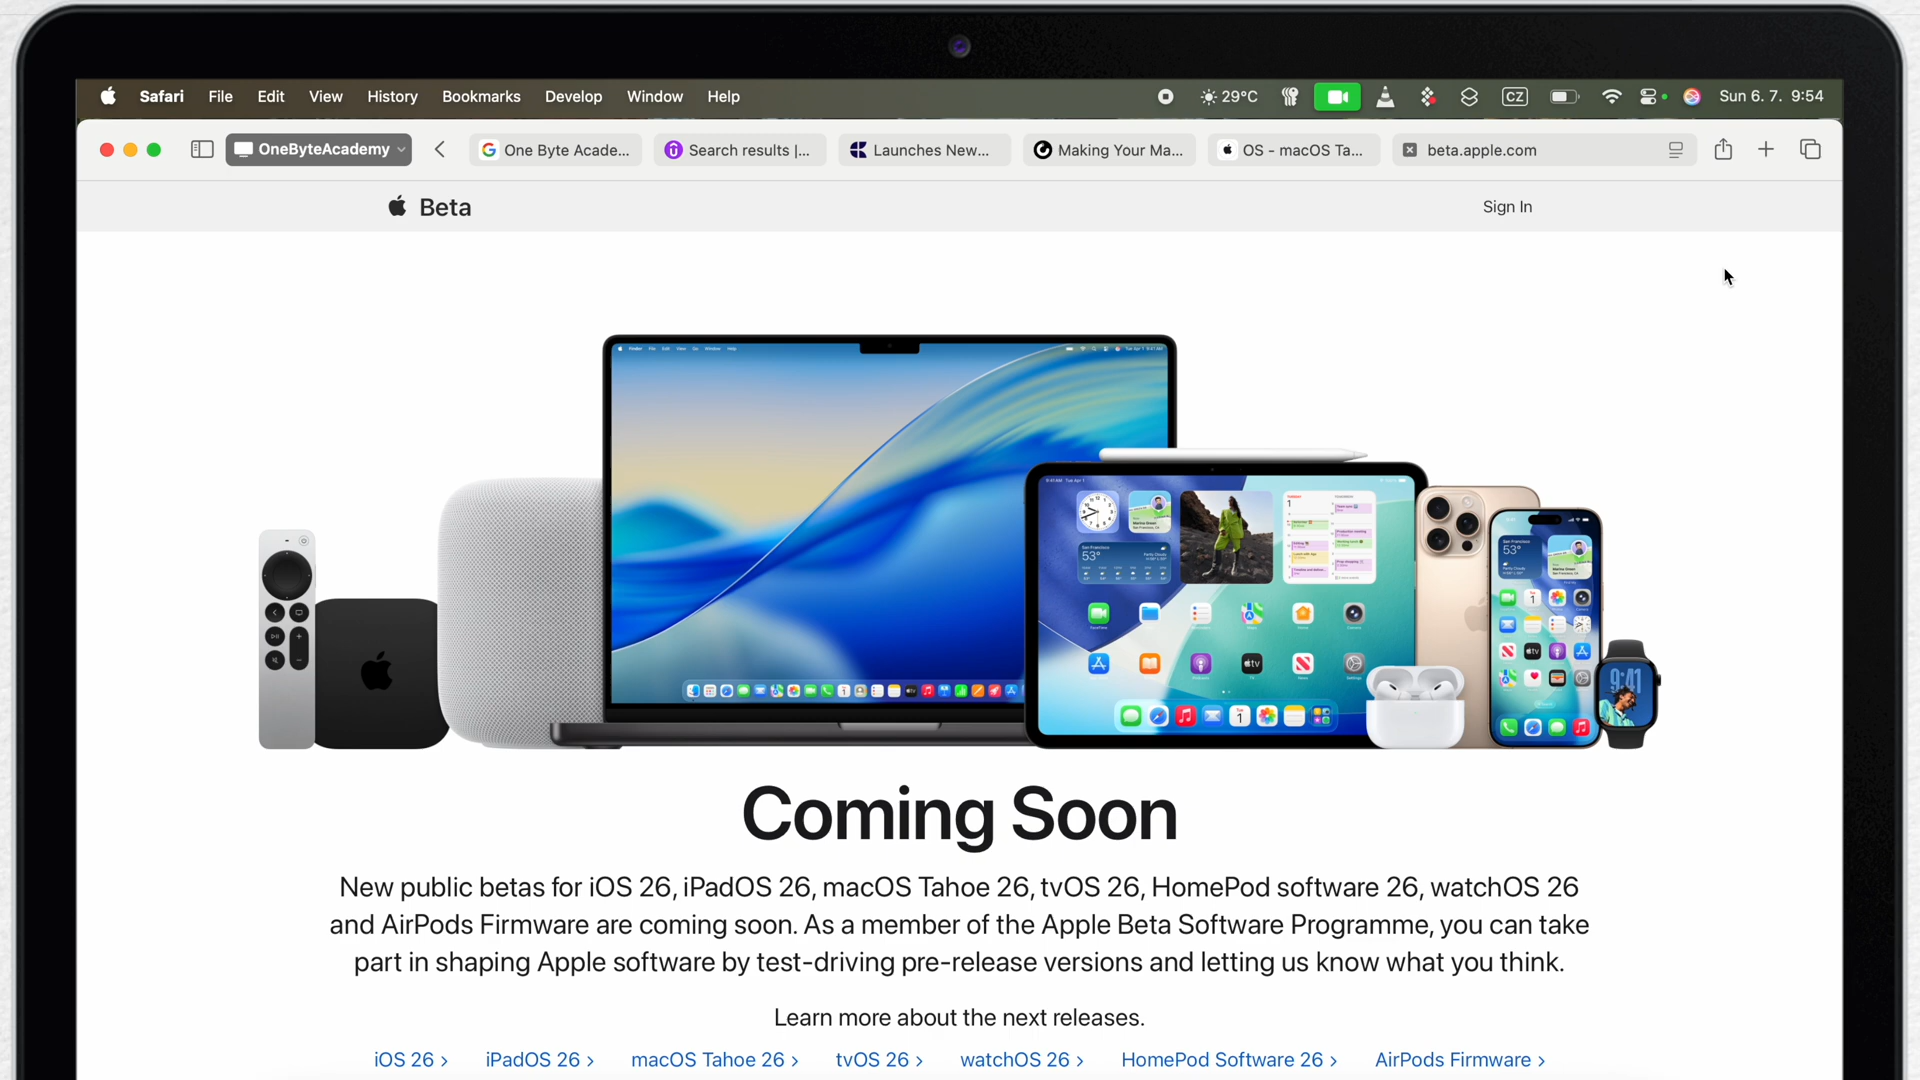 Safari File Edit View History Bookmarks Develop Window Help 29°C CZ Sun 6. 7. 9:54
OneByteAcademy One Byte Acade... Search results |... Launches New... Making Your Ma... OS - macOS Ta... beta.apple.com
Beta Sign In
53°
53°
9:41
Coming Soon
New public betas for iOS 26, iPadOS 26, macOS Tahoe 26, tvOS 26, HomePod software 26, watchOS 26
and AirPods Firmware are coming soon. As a member of the Apple Beta Software Programme, you can take
part in shaping Apple software by test-driving pre-release versions and letting us know what you think.
Learn more about the next releases.
iOS 26 > iPadOS 26 > macOS Tahoe 26 > tvOS 26 > watchOS 26 > HomePod Software 26 > AirPods Firmware >